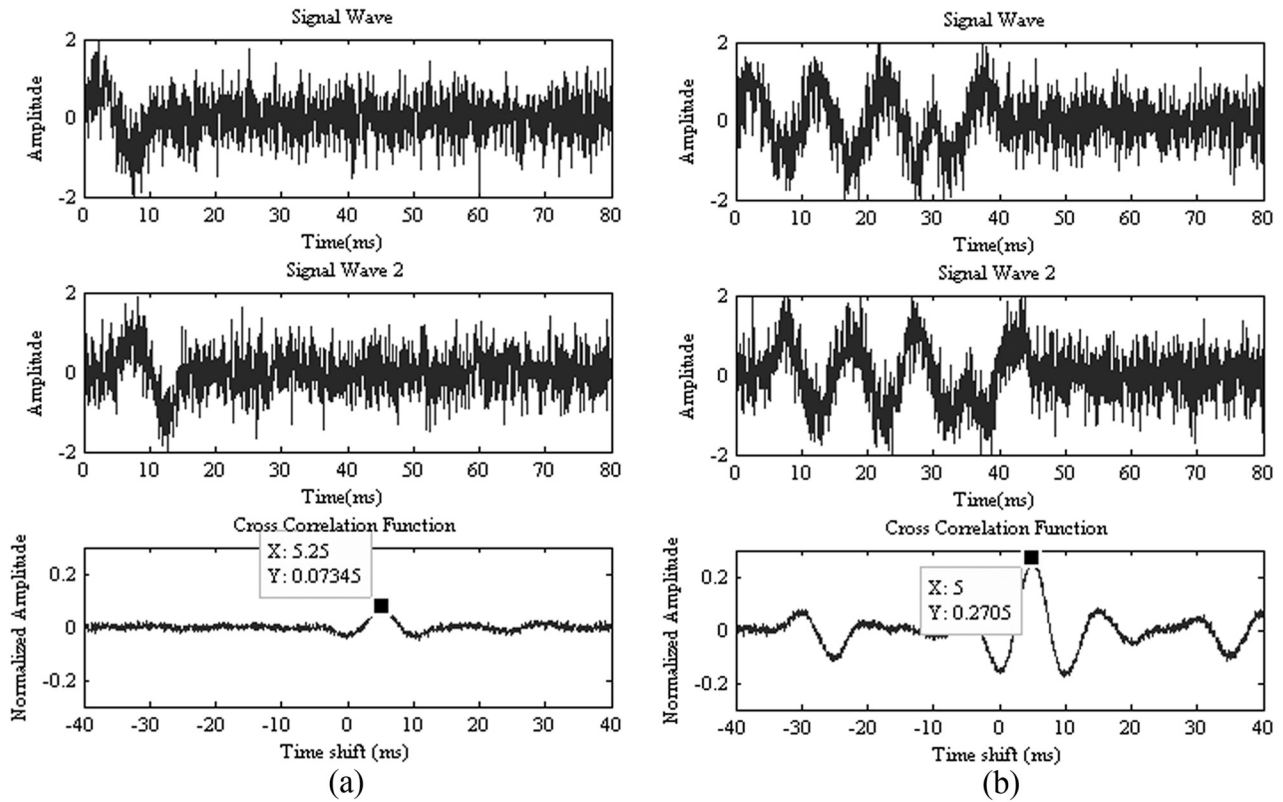 Signal Wave
2
0
-2
Amplitude
0 10 20 30 40 50 60 70 80
Time(ms)
Signal Wave 2
2
0
-2
Amplitude
0 10 20 30 40 50 60 70 80
Time(ms)
Cross Correlation Function
X: 5.25
Y: 0.07345
0.2
0
-0.2
Normalized Amplitude
-40 -30 -20 -10 0 10 20 30 40
Time shift (ms)
(a)
Signal Wave
2
0
-2
Amplitude
0 10 20 30 40 50 60 70 80
Time(ms)
Signal Wave 2
2
0
-2
Amplitude
0 10 20 30 40 50 60 70 80
Time(ms)
Cross Correlation Function
X: 5
Y: 0.2705
0.2
0
-0.2
Normalized Amplitude
-40 -30 -20 -10 0 10 20 30 40
Time shift (ms)
(b)